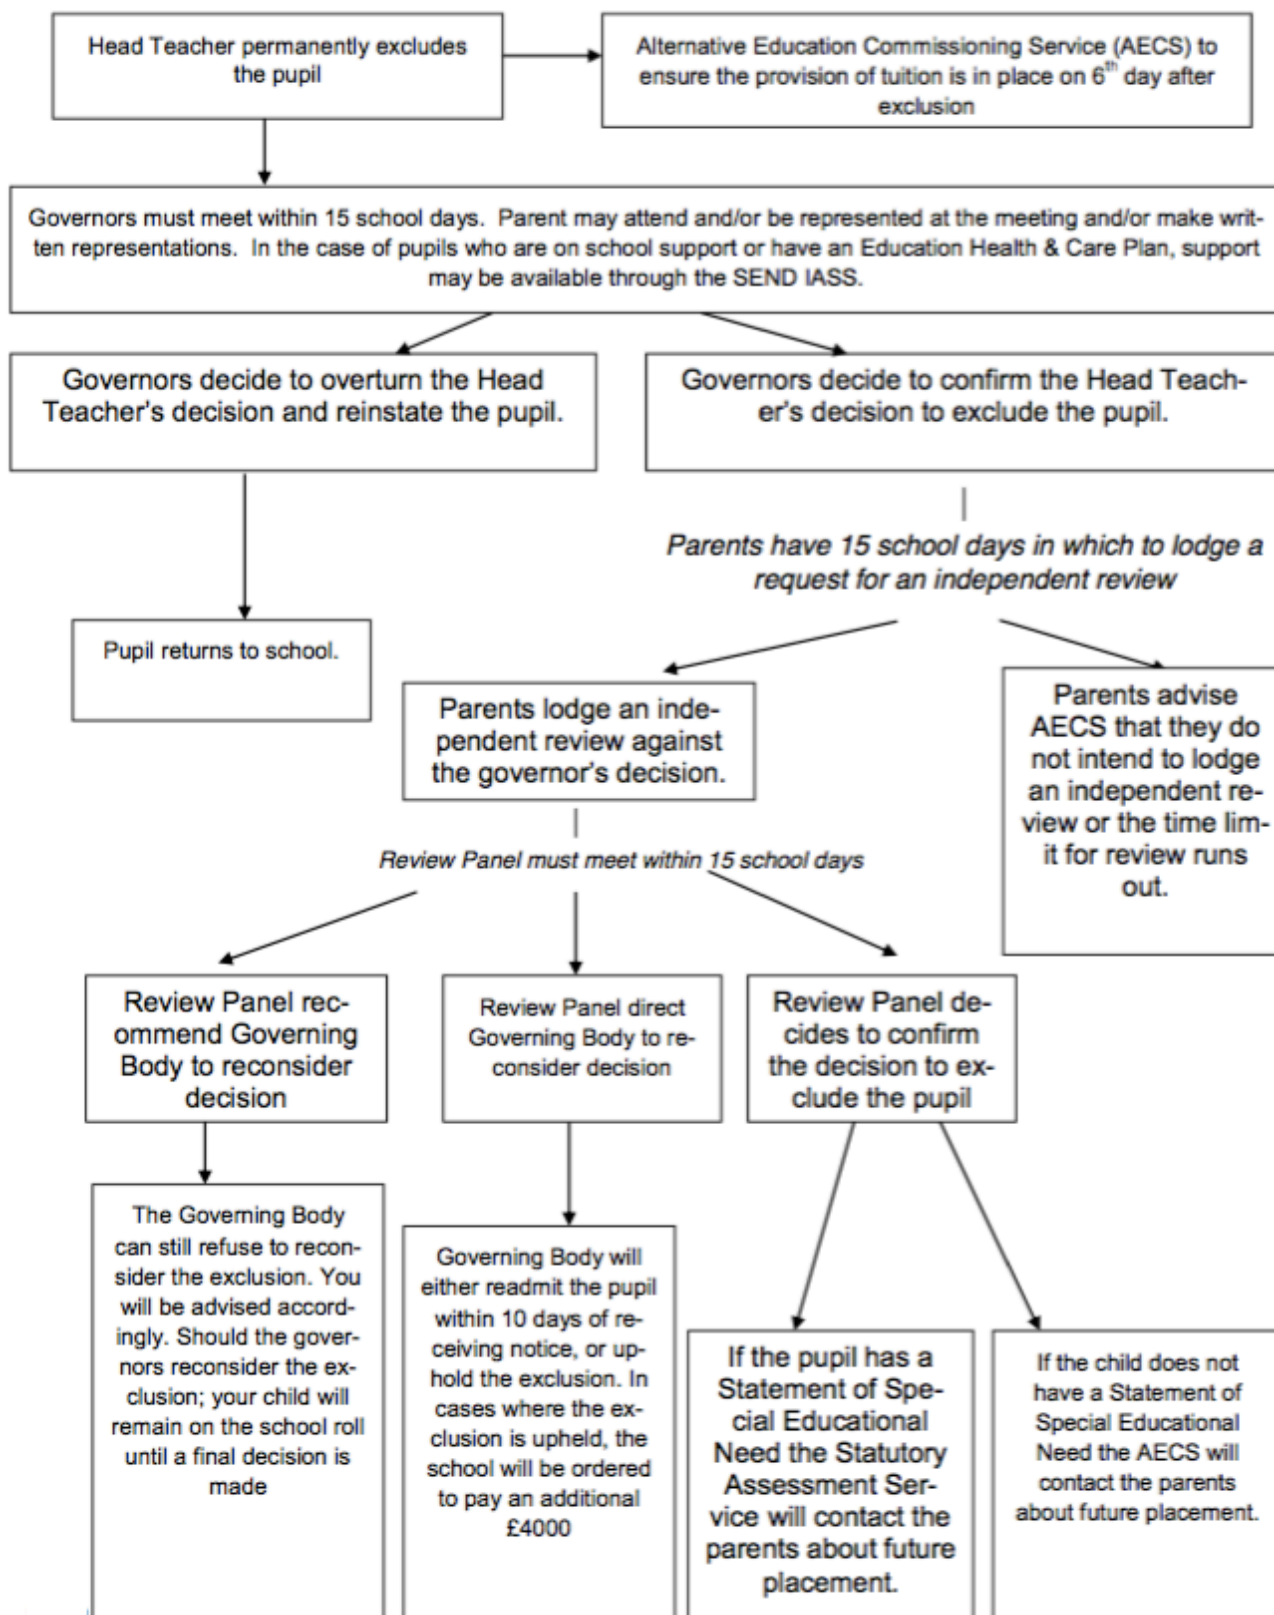 Head Teacher permanently excludes
the pupil
Alternative Education Commissioning Service (AECS) to
ensure the provision of tuition is in place on 6th day after
exclusion
Governors must meet within 15 school days. Parent may attend and/or be represented at the meeting and/or make writ-
ten representations. In the case of pupils who are on school support or have an Education Health & Care Plan, support
may be available through the SEND IASS.
Governors decide to overturn the Head
Teacher's decision and reinstate the pupil.
Governors decide to confirm the Head Teach-
er's decision to exclude the pupil.
Parents have 15 school days in which to lodge a
request for an independent review
Pupil returns to school.
Parents lodge an inde-
pendent review against
the governor's decision.
Parents advise
AECS that they do
not intend to lodge
an independent re-
view or the time lim-
it for review runs
out.
Review Panel must meet within 15 school days
Review Panel rec-
ommend Governing
Body to reconsider
decision
Review Panel direct
Governing Body to re-
consider decision
Review Panel de-
cides to confirm
the decision to ex-
clude the pupil
The Governing Body
can still refuse to recon-
sider the exclusion. You
will be advised accord-
ingly. Should the gover-
nors reconsider the ex-
clusion; your child will
remain on the school roll
until a final decision is
made
Governing Body will
either readmit the pupil
within 10 days of re-
ceiving notice, or up-
hold the exclusion. In
cases where the ex-
clusion is upheld, the
school will be ordered
to pay an additional
£4000
If the pupil has a
Statement of Spe-
cial Educational
Need the Statutory
Assessment Ser-
vice will contact the
parents about future
placement.
If the child does not
have a Statement of
Special Educational
Need the AECS will
contact the parents
about future placement.